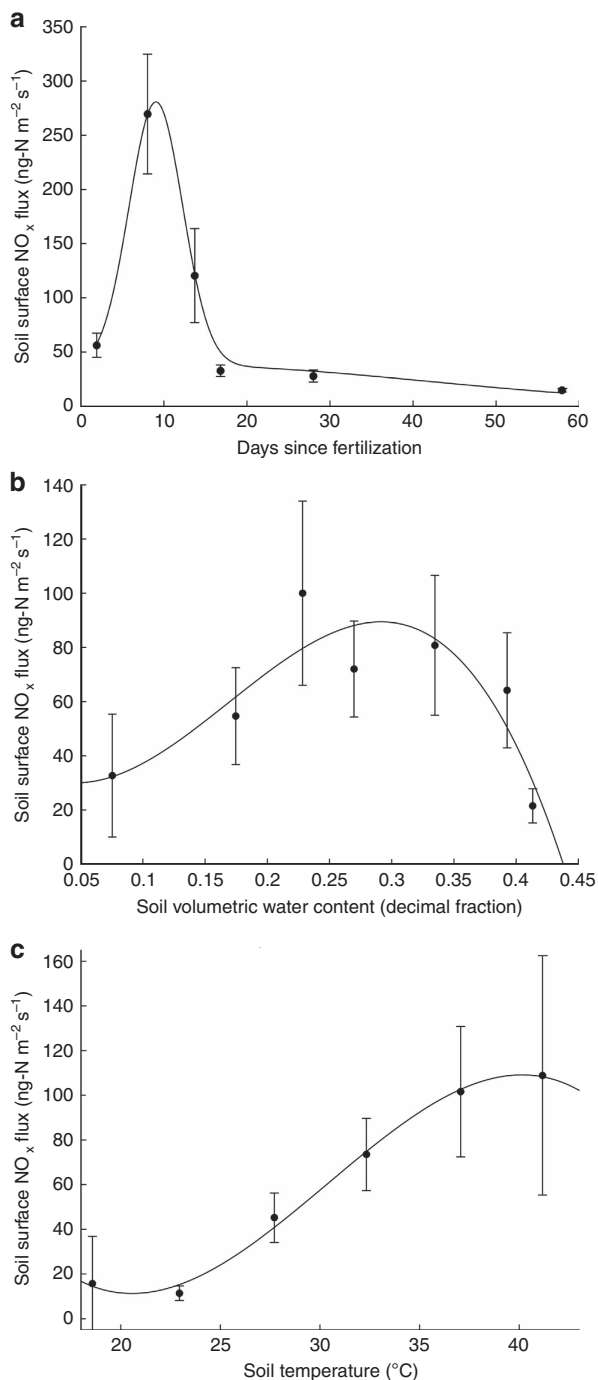 a
350
300
250
200
150
100
50
0
Soil surface NOx flux (ng-N m−2 s−1)
0 10 20 30 40 50 60
Days since fertilization
b
140
120
100
80
60
40
20
0
Soil surface NOx flux (ng-N m−2 s−1)
0.05 0.1 0.15 0.2 0.25 0.3 0.35 0.4 0.45
Soil volumetric water content (decimal fraction)
c
160
140
120
100
80
60
40
20
0
Soil surface NOx flux (ng-N m−2 s−1)
20 25 30 35 40
Soil temperature (°C)